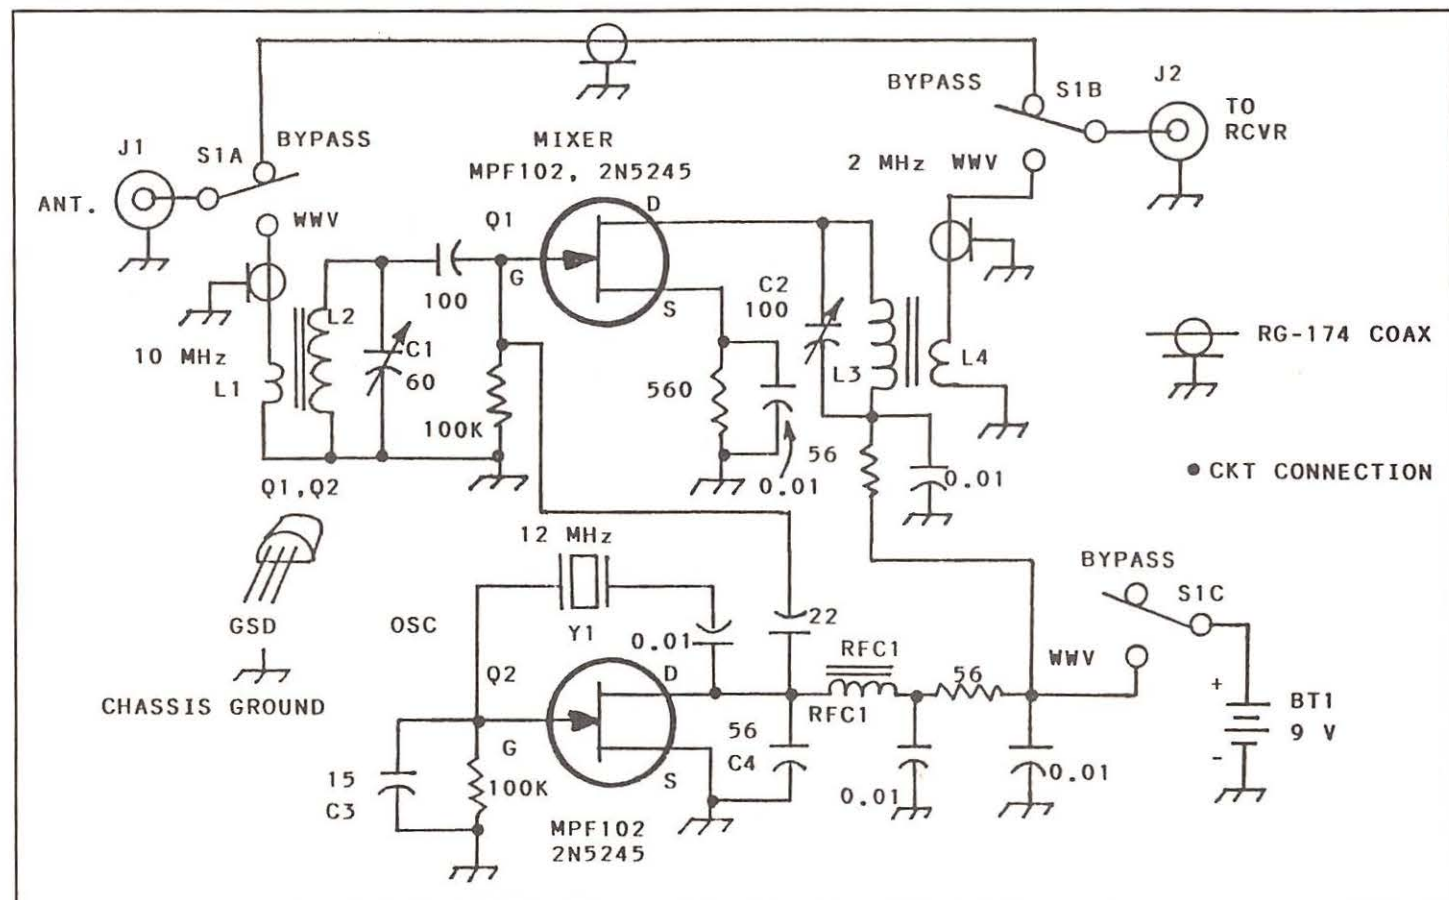 J1
ANT.
S1A
BYPASS
WWV
10 MHz
L1
L2
C1
60
100
100K
MIXER
MPF102, 2N5245
Q1
D
G
S
560
0.01
C2
100
L3
L4
56
0.01
BYPASS
S1B
J2
TO
RCVR
2 MHz WWV
RG-174 COAX
CKT CONNECTION
Q1,Q2
GSD
CHASSIS GROUND
OSC
12 MHz
Y1
0.01
22
Q2
D
G
S
15
C3
100K
MPF102
2N5245
56
C4
RFC1
RFC1
56
0.01
0.01
BYPASS
S1C
WWV
+
BT1
9 V
-